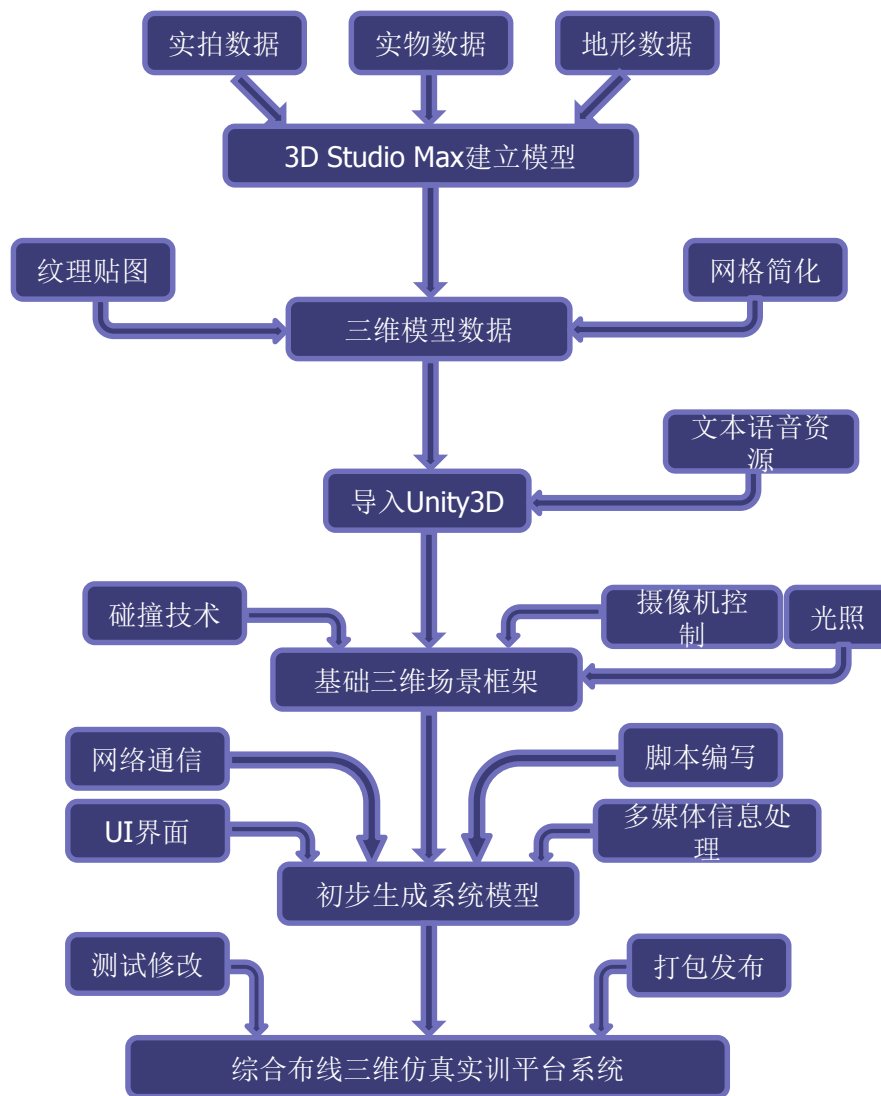 实拍数据
实物数据
地形数据
3D Studio Max建立模型
纹理贴图
网格简化
三维模型数据
文本语音资
源
导入Unity3D
碰撞技术
摄像机控
制
光照
基础三维场景框架
网络通信
脚本编写
UI界面
多媒体信息处
理
初步生成系统模型
测试修改
打包发布
综合布线三维仿真实训平台系统